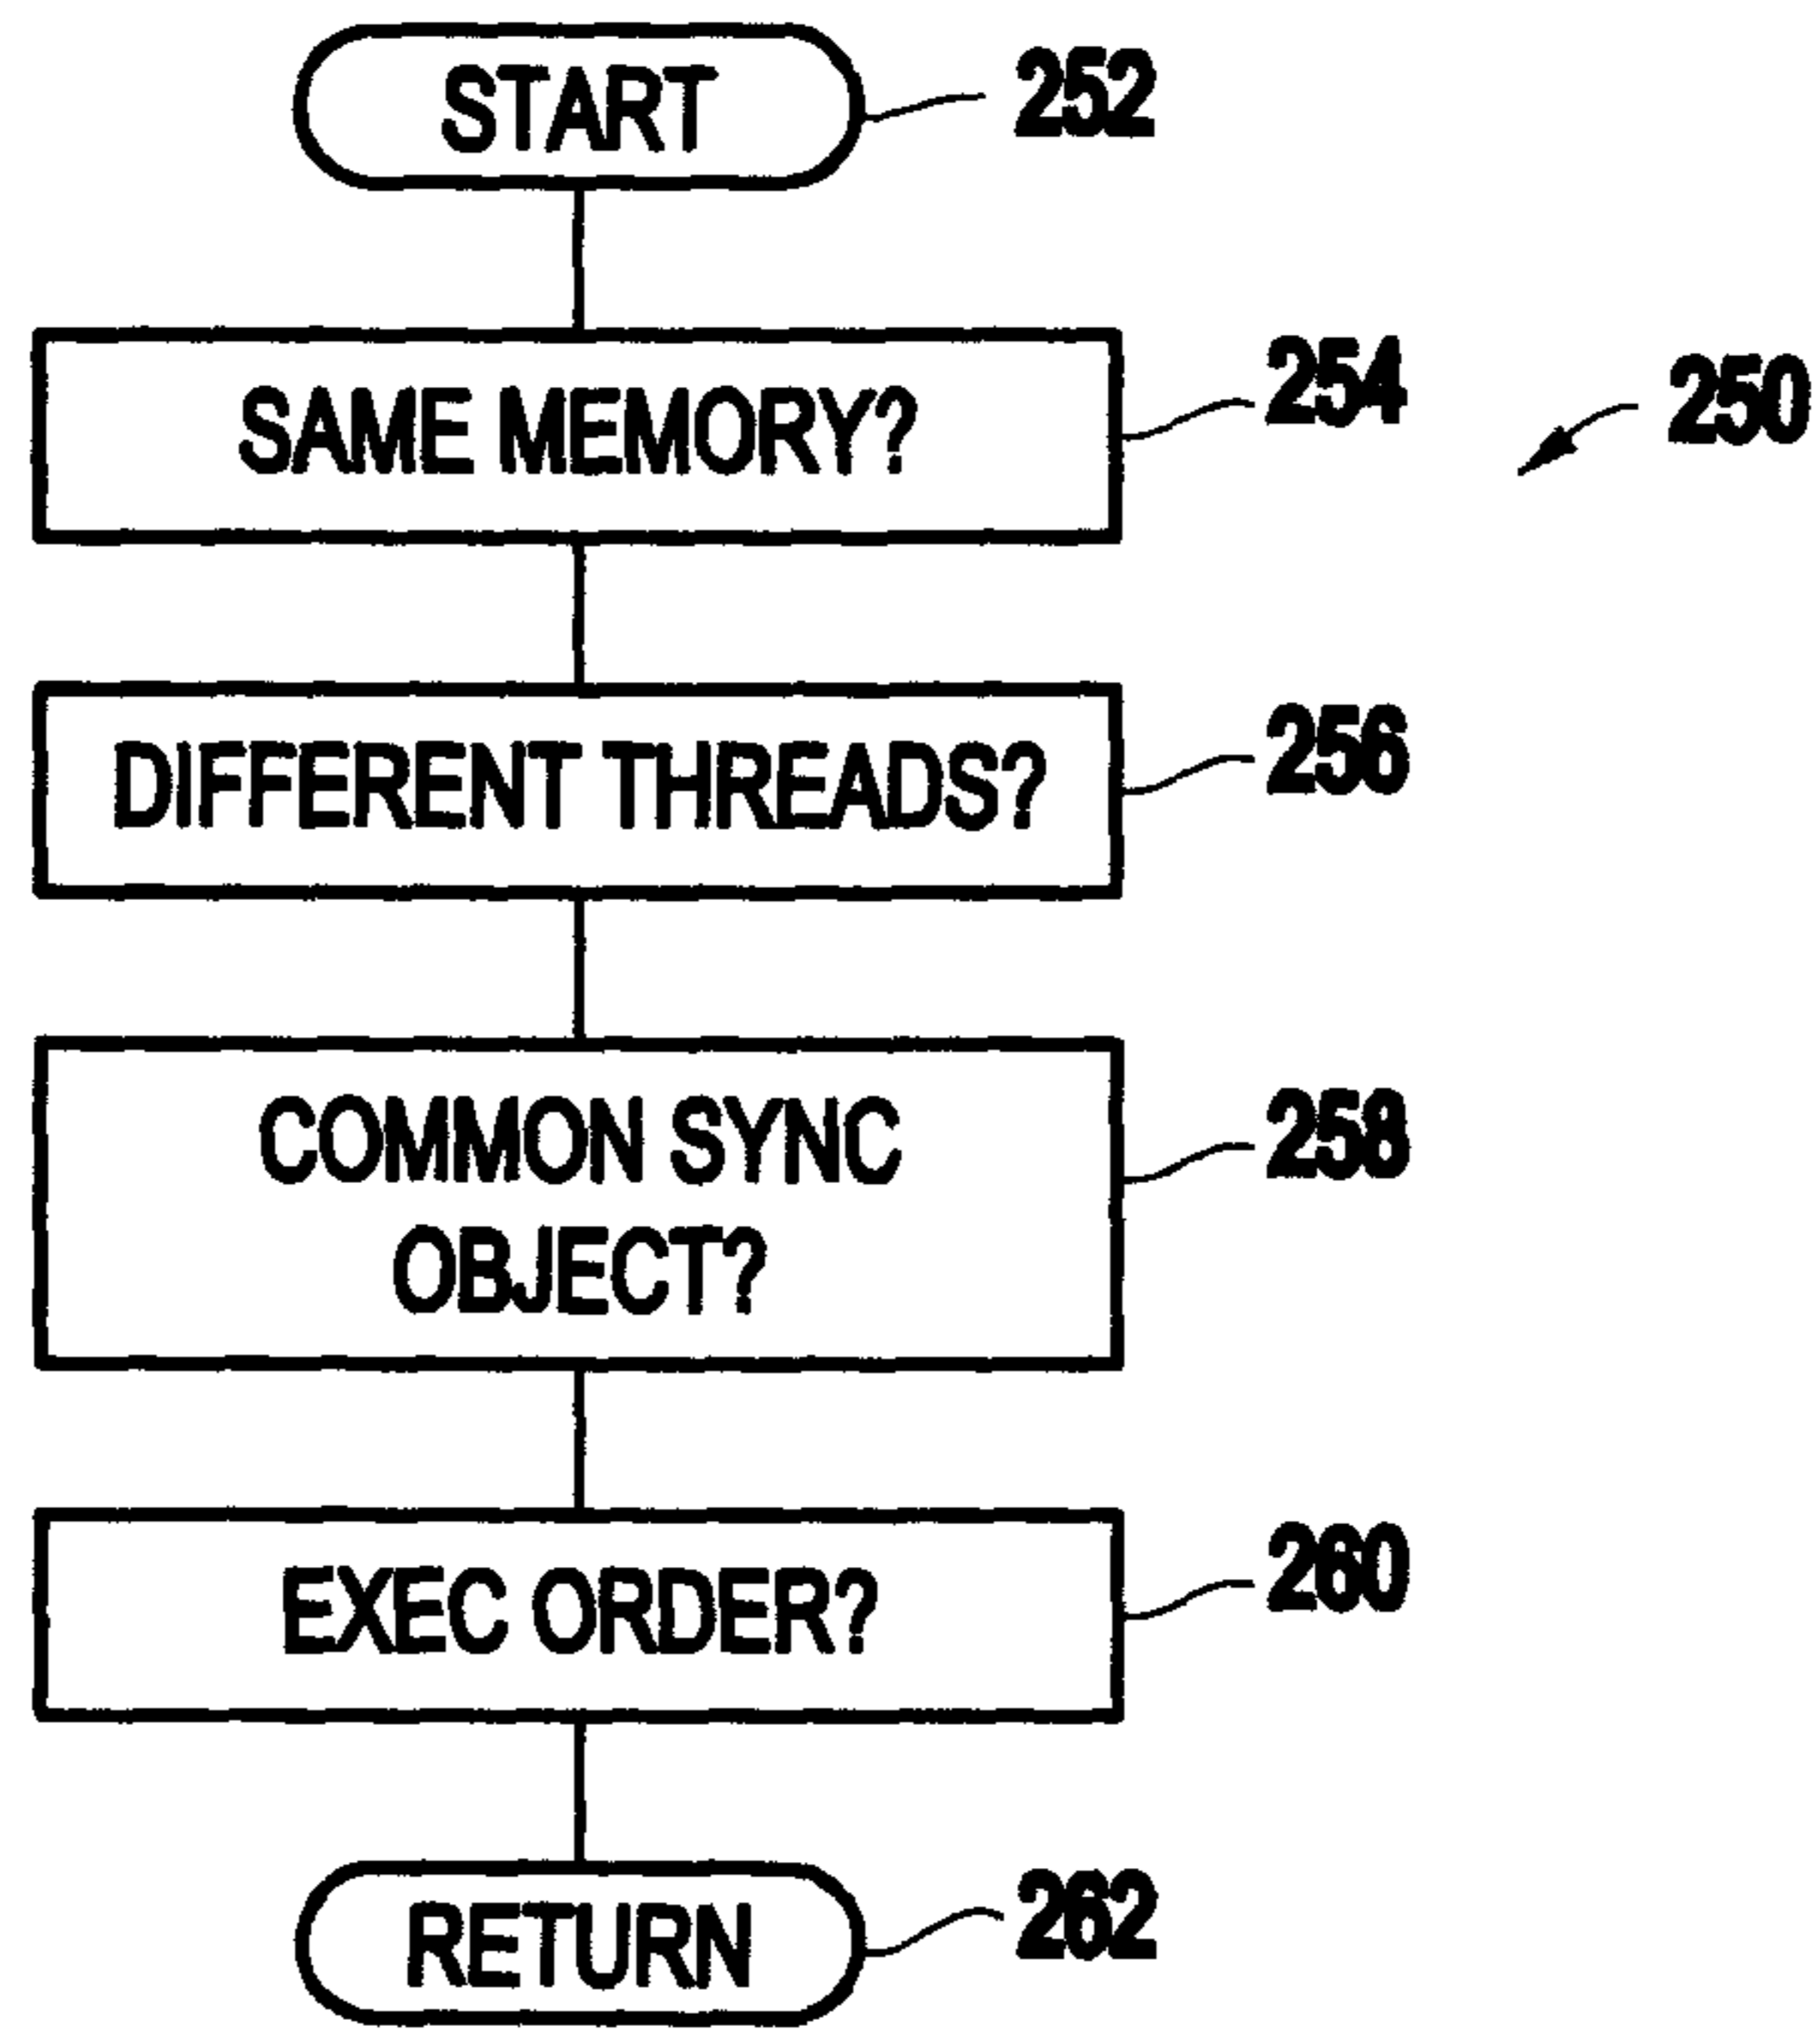 START 252
SAME MEMORY? 254
250
DIFFERENT THREADS? 256
COMMON SYNC
OBJECT?
258
EXEC ORDER? 260
RETURN 262